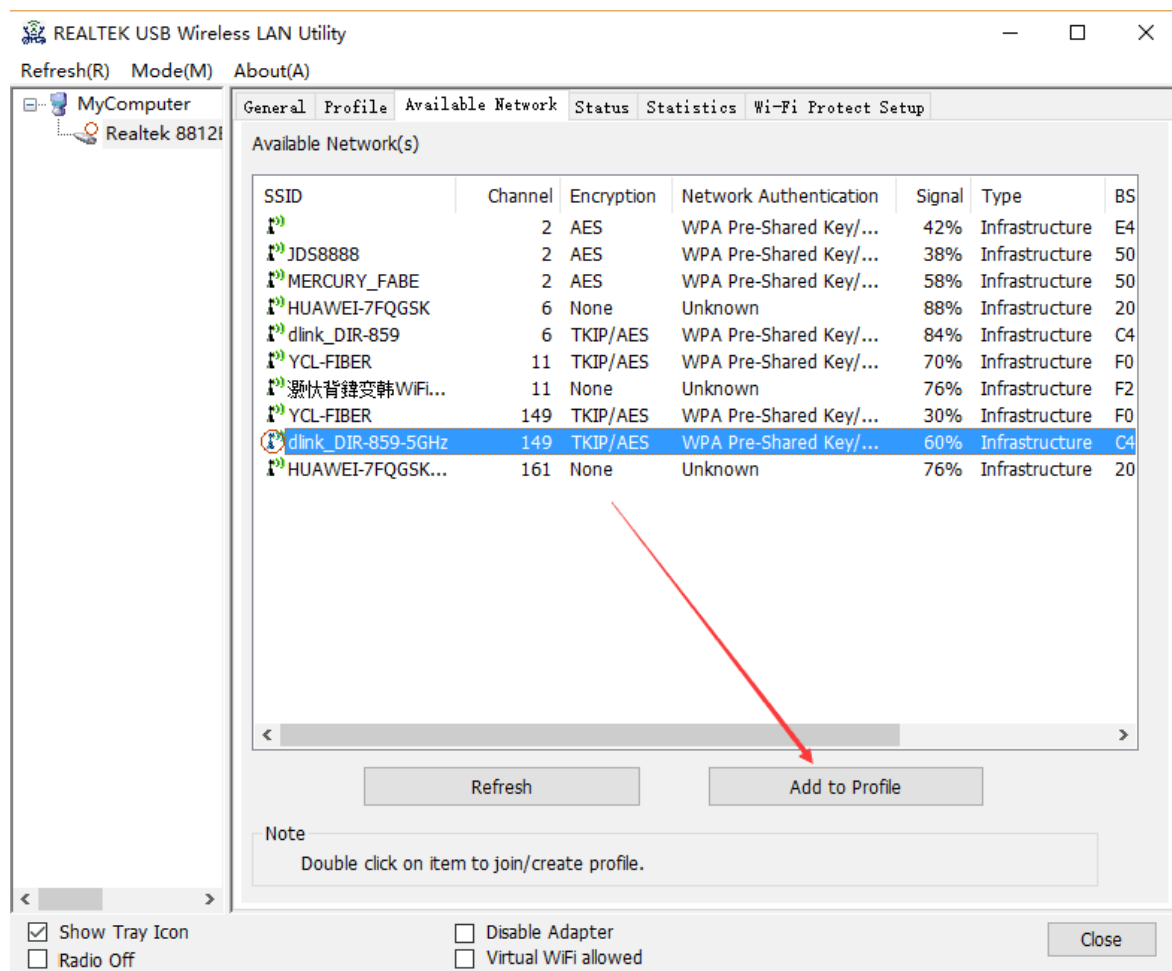 REALTEK USB Wireless LAN Utility
Refresh(R) Mode(M) About(A)
MyComputer
Realtek 8812B
General Profile Available Network Status Statistics Wi-Fi Protect Setup
Available Network(s)
SSID Channel Encryption Network Authentication Signal Type BS
2 AES WPA Pre-Shared Key/... 42% Infrastructure E4
JDS8888 2 AES WPA Pre-Shared Key/... 38% Infrastructure 50
MERCURY_FABE 2 AES WPA Pre-Shared Key/... 58% Infrastructure 50
HUAWEI-7FQGSK 6 None Unknown 88% Infrastructure 20
dlink_DIR-859 6 TKIP/AES WPA Pre-Shared Key/... 84% Infrastructure C4
YCL-FIBER 11 TKIP/AES WPA Pre-Shared Key/... 70% Infrastructure F0
WiFi... 11 None Unknown 76% Infrastructure F2
YCL-FIBER 149 TKIP/AES WPA Pre-Shared Key/... 30% Infrastructure F0
dlink_DIR-859-5GHz 149 TKIP/AES WPA Pre-Shared Key/... 60% Infrastructure C4
HUAWEI-7FQGSK... 161 None Unknown 76% Infrastructure 20
Refresh Add to Profile
Note
Double click on item to join/create profile.
Show Tray Icon Disable Adapter Close
Radio Off Virtual WiFi allowed